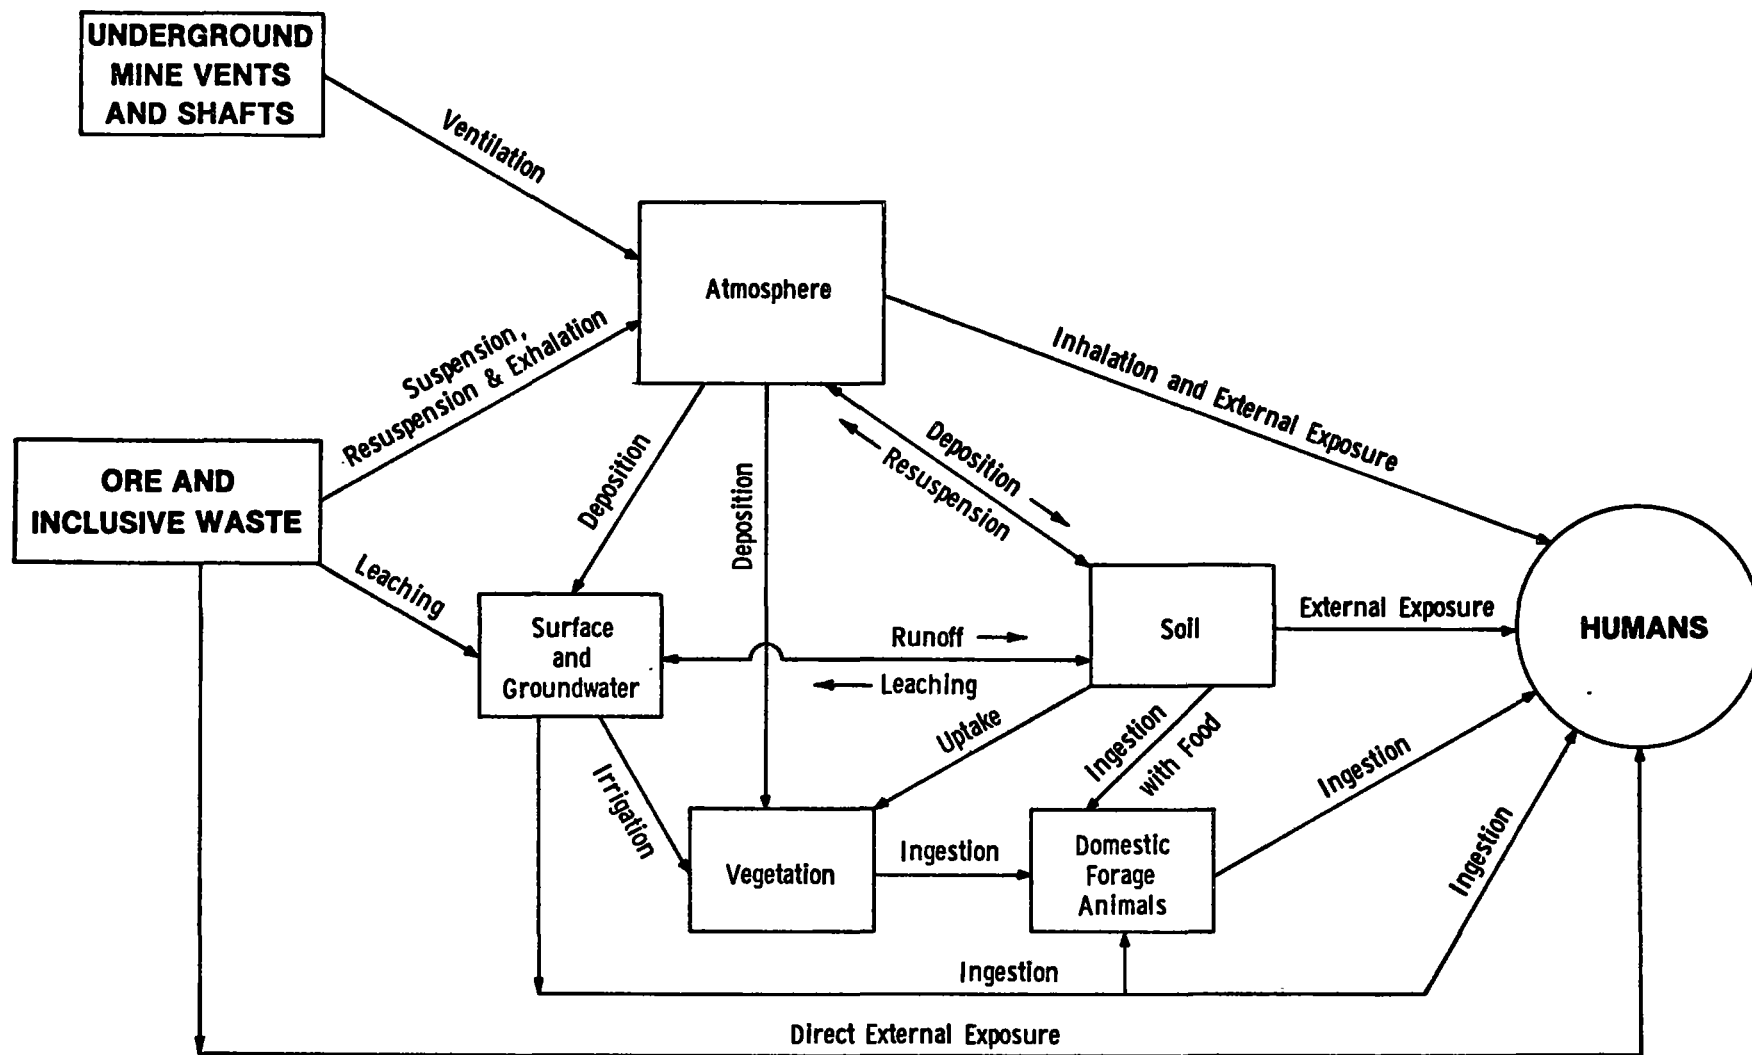 UNDERGROUND
MINE VENTS
AND SHAFTS
Ventilation
Atmosphere
Suspension,
Resuspension & Exhalation
Inhalation and External Exposure
ORE AND
INCLUSIVE WASTE
Deposition
Deposition
Deposition
Resuspension
Leaching
Surface
and
Groundwater
Runoff
Leaching
Soil
External Exposure
HUMANS
Uptake
Ingestion
with Food
Irrigation
Ingestion
Vegetation
Ingestion
Domestic
Forage
Animals
Ingestion
Ingestion
Direct External Exposure